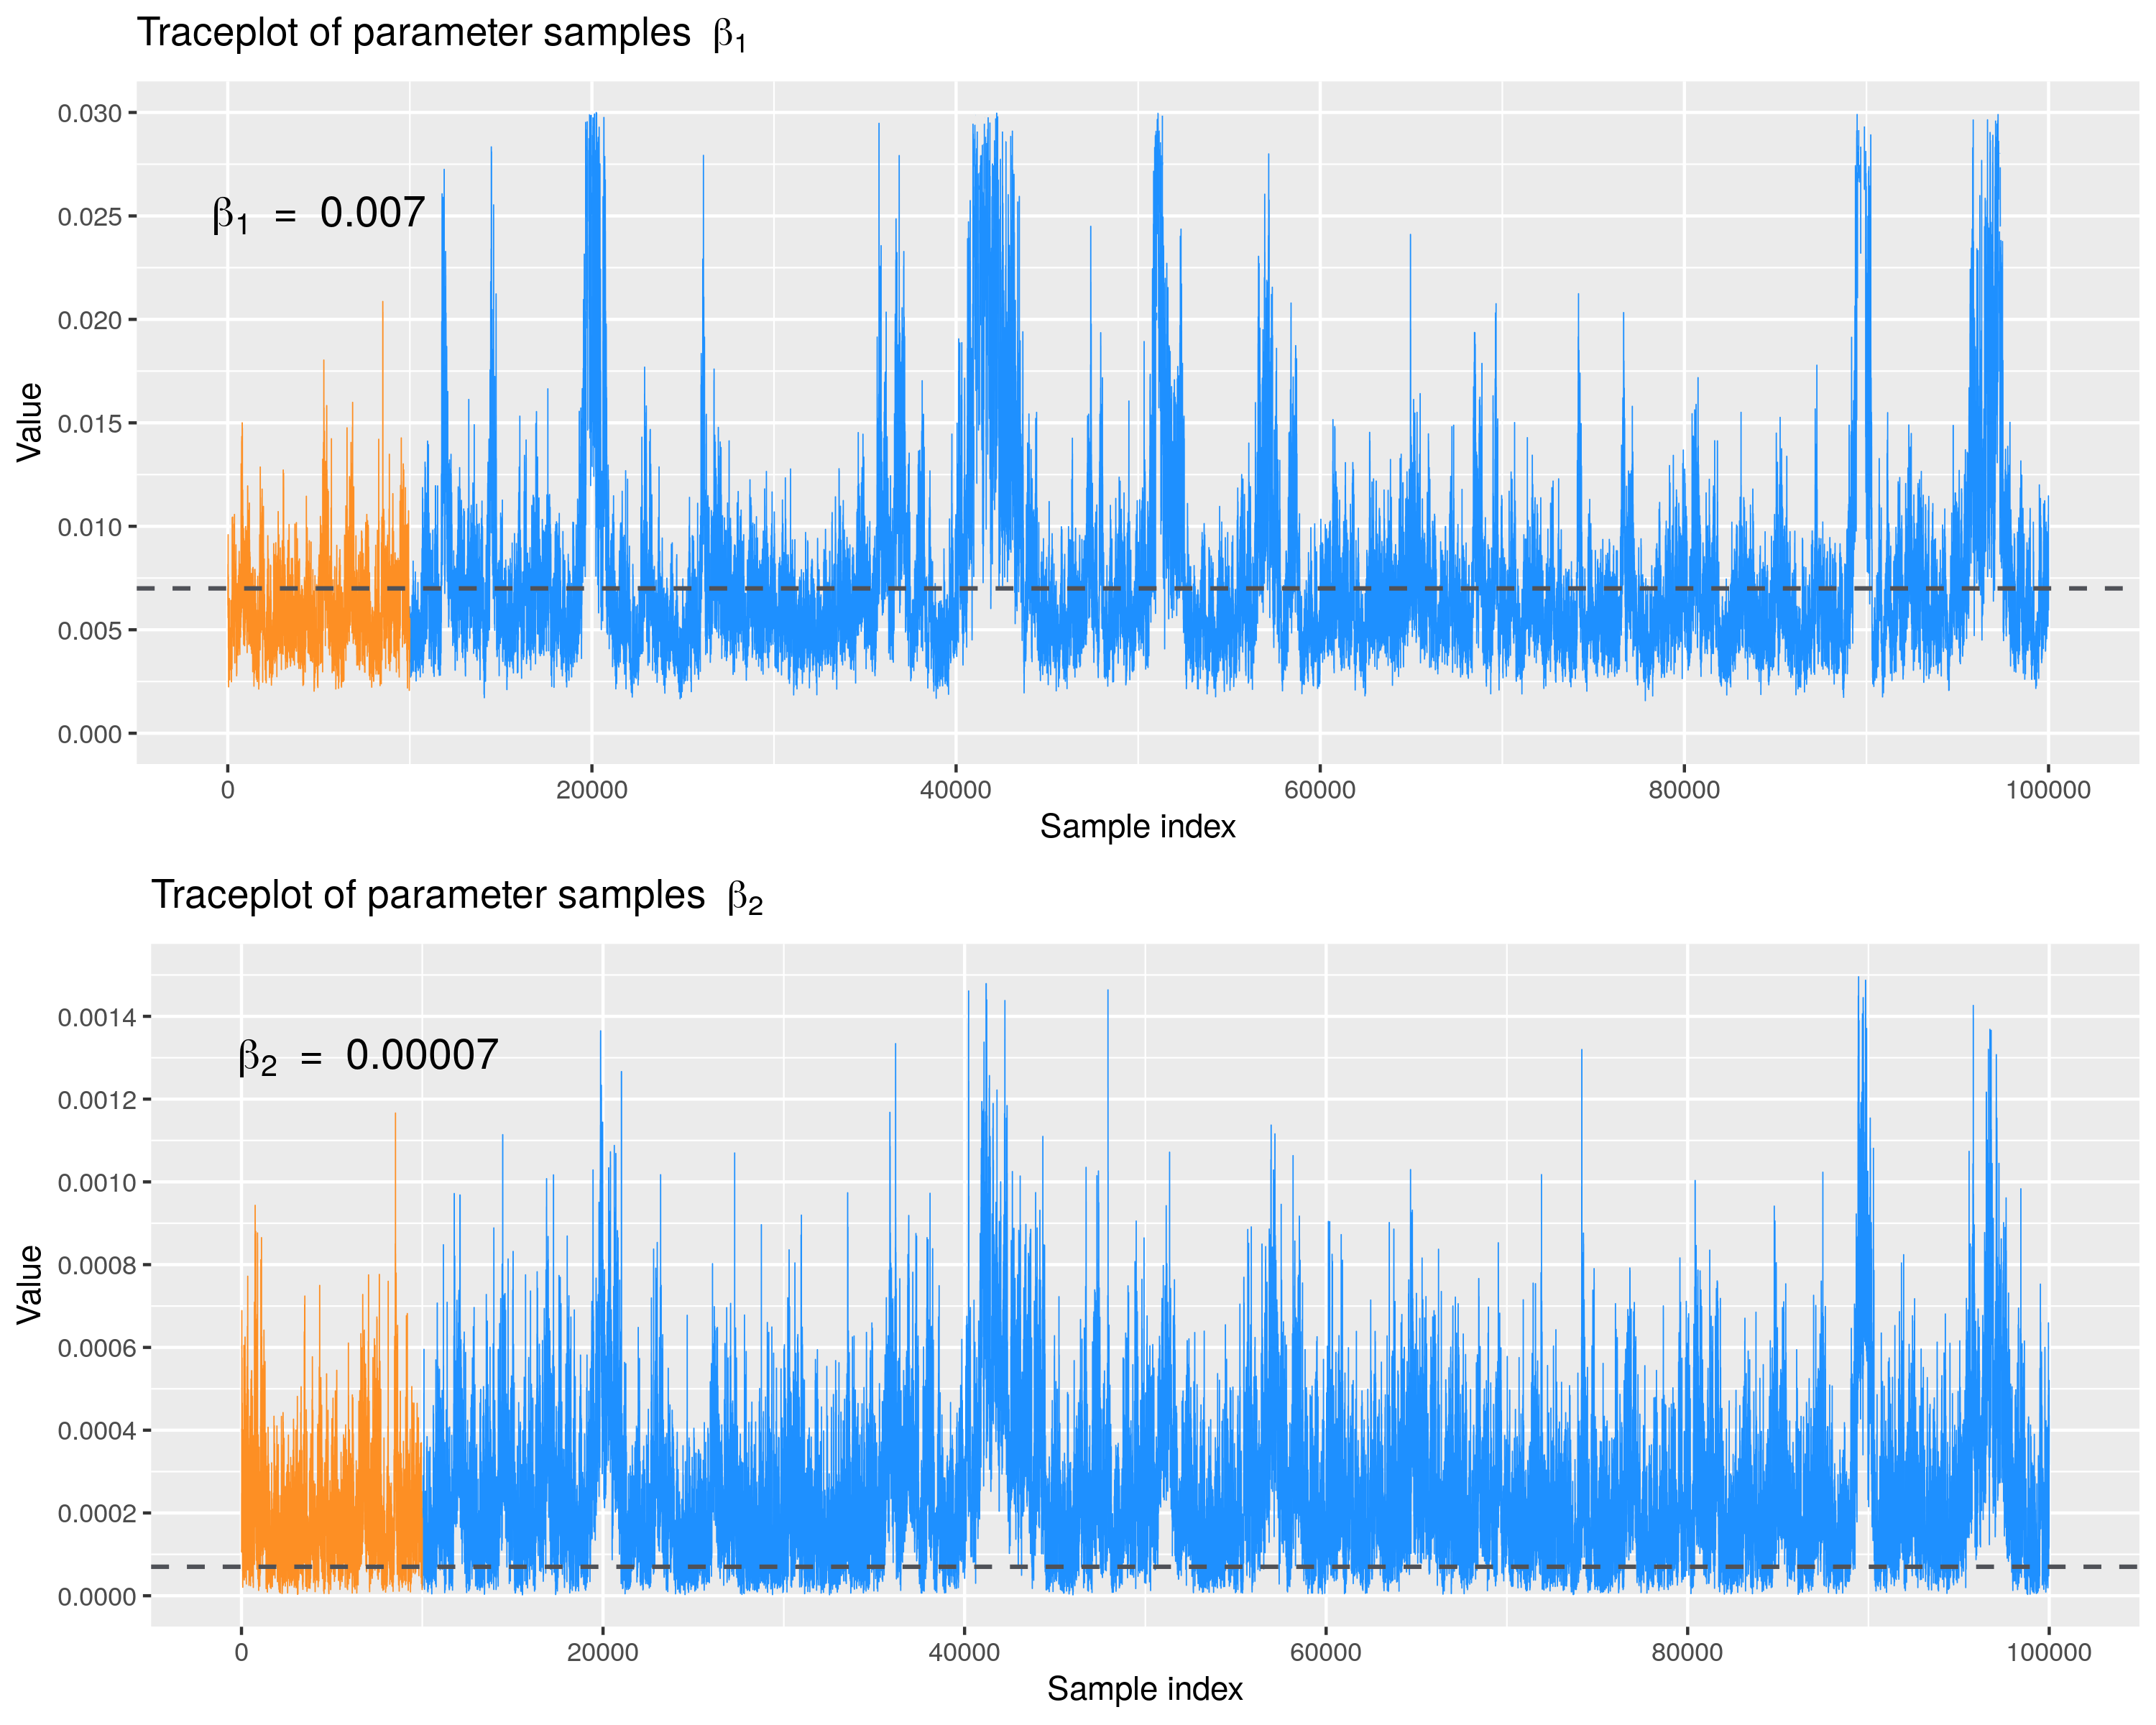 Traceplot of parameter samples β₁
0.030
0.025
0.020
0.015
0.010
0.005
0.000
Value
β₁ = 0.007
0 20000 40000 60000 80000 100000
Sample index
Traceplot of parameter samples β₂
0.0014
0.0012
0.0010
0.0008
0.0006
0.0004
0.0002
0.0000
Value
β₂ = 0.00007
0 20000 40000 60000 80000 100000
Sample index